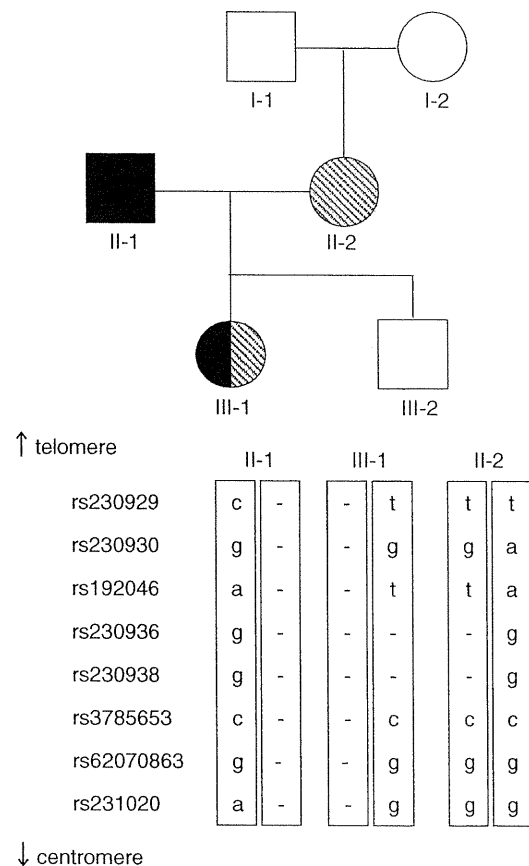 I-1 I-2
II-1 II-2
III-1 III-2
↑ telomere
II-1 III-1 II-2
rs230929 c - - t t t
rs230930 g - - g g a
rs192046 a - - t t a
rs230936 g - - - - g
rs230938 g - - - - g
rs3785653 c - - c c c
rs62070863 g - - g g g
rs231020 a - - g g g
↓ centromere